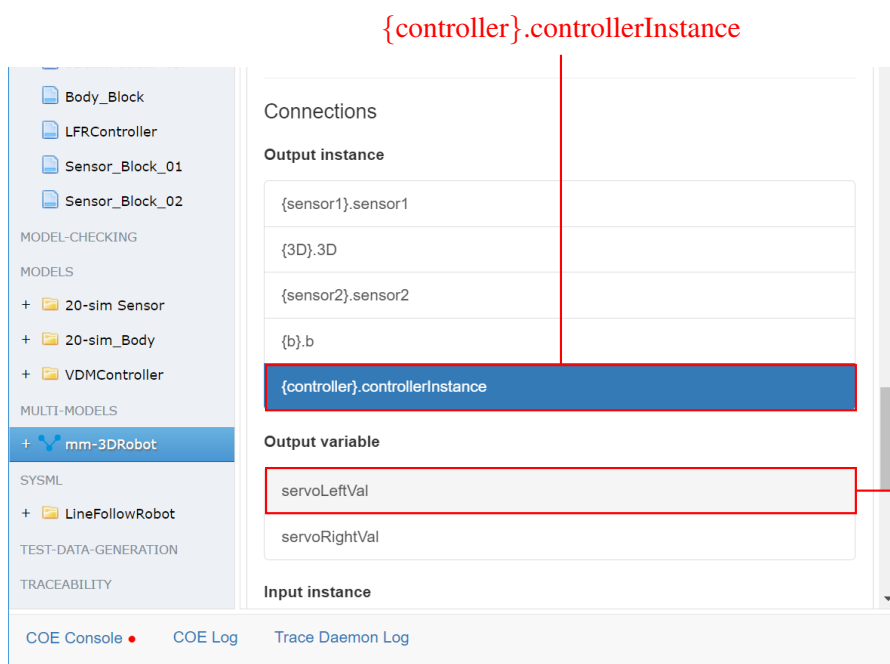 {controller}.controllerInstance
Body_Block
LFRController
Sensor_Block_01
Sensor_Block_02
MODEL-CHECKING
MODELS
+ 20-sim Sensor
+ 20-sim_Body
+ VDMController
MULTI-MODELS
+ mm-3DRobot
SYSML
+ LineFollowRobot
TEST-DATA-GENERATION
TRACEABILITY
Connections
Output instance
{sensor1}.sensor1
{3D}.3D
{sensor2}.sensor2
{b}.b
{controller}.controllerInstance
Output variable
servoLeftVal
servoRightVal
Input instance
COE Console COE Log Trace Daemon Log